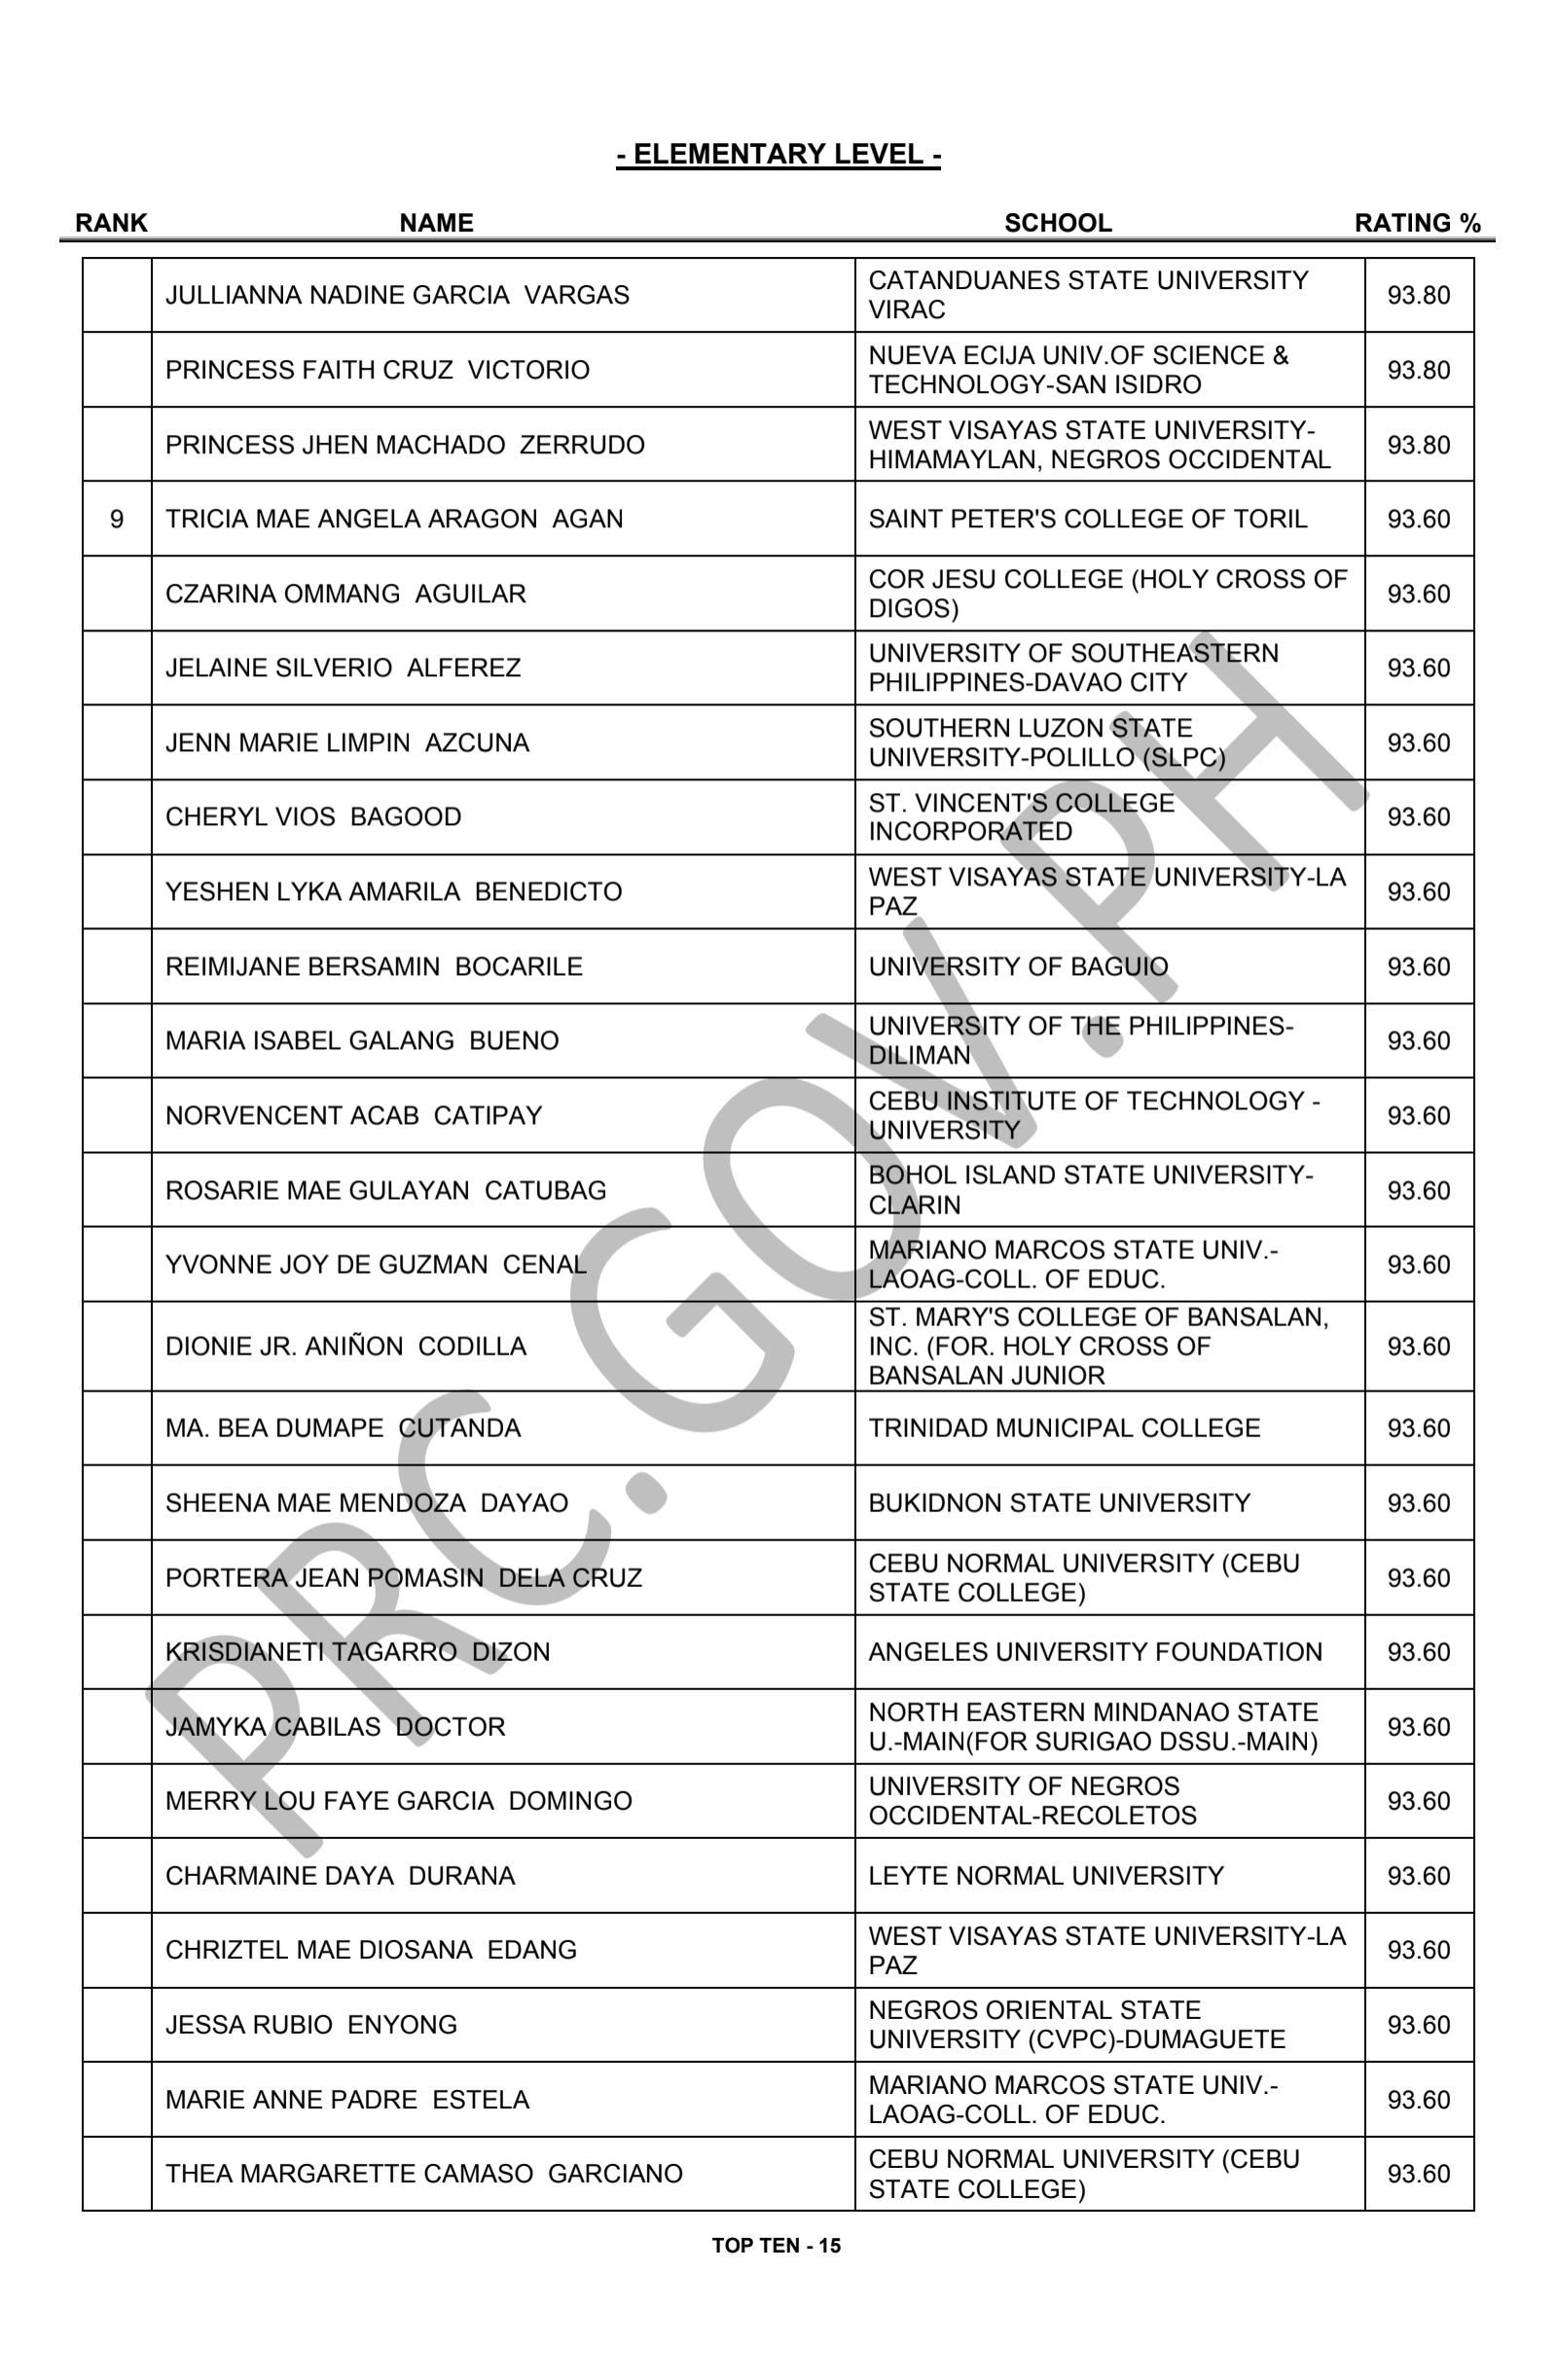 - ELEMENTARY LEVEL -
RANK NAME SCHOOL RATING %
JULLIANNA NADINE GARCIA VARGAS CATANDUANES STATE UNIVERSITY VIRAC 93.80
PRINCESS FAITH CRUZ VICTORIO NUEVA ECIJA UNIV.OF SCIENCE & TECHNOLOGY-SAN ISIDRO 93.80
PRINCESS JHEN MACHADO ZERRUDO WEST VISAYAS STATE UNIVERSITY- HIMAMAYLAN, NEGROS OCCIDENTAL 93.80
9 TRICIA MAE ANGELA ARAGON AGAN SAINT PETER'S COLLEGE OF TORIL 93.60
CZARINA OMMANG AGUILAR COR JESU COLLEGE (HOLY CROSS OF DIGOS) 93.60
JELAINE SILVERIO ALFEREZ UNIVERSITY OF SOUTHEASTERN PHILIPPINES-DAVAO CITY 93.60
JENN MARIE LIMPIN AZCUNA SOUTHERN LUZON STATE UNIVERSITY-POLILLO (SLPC) 93.60
CHERYL VIOS BAGOOD ST. VINCENT'S COLLEGE INCORPORATED 93.60
YESHEN LYKA AMARILA BENEDICTO WEST VISAYAS STATE UNIVERSITY-LA PAZ 93.60
REIMIJANE BERSAMIN BOCARILE UNIVERSITY OF BAGUIO 93.60
MARIA ISABEL GALANG BUENO UNIVERSITY OF THE PHILIPPINES- DILIMAN 93.60
NORVENCENT ACAB CATIPAY CEBU INSTITUTE OF TECHNOLOGY - UNIVERSITY 93.60
ROSARIE MAE GULAYAN CATUBAG BOHOL ISLAND STATE UNIVERSITY- CLARIN 93.60
YVONNE JOY DE GUZMAN CENAL MARIANO MARCOS STATE UNIV.- LAOAG-COLL. OF EDUC. 93.60
DIONIE JR. ANIÑON CODILLA ST. MARY'S COLLEGE OF BANSALAN, INC. (FOR. HOLY CROSS OF BANSALAN JUNIOR 93.60
MA. BEA DUMAPE CUTANDA TRINIDAD MUNICIPAL COLLEGE 93.60
SHEENA MAE MENDOZA DAYAO BUKIDNON STATE UNIVERSITY 93.60
PORTERA JEAN POMASIN DELA CRUZ CEBU NORMAL UNIVERSITY (CEBU STATE COLLEGE) 93.60
KRISDIANETI TAGARRO DIZON ANGELES UNIVERSITY FOUNDATION 93.60
JAMYKA CABILAS DOCTOR NORTH EASTERN MINDANAO STATE U.-MAIN(FOR SURIGAO DSSU.-MAIN) 93.60
MERRY LOU FAYE GARCIA DOMINGO UNIVERSITY OF NEGROS OCCIDENTAL-RECOLETOS 93.60
CHARMAINE DAYA DURANA LEYTE NORMAL UNIVERSITY 93.60
CHRIZTEL MAE DIOSANA EDANG WEST VISAYAS STATE UNIVERSITY-LA PAZ 93.60
JESSA RUBIO ENYONG NEGROS ORIENTAL STATE UNIVERSITY (CVPC)-DUMAGUETE 93.60
MARIE ANNE PADRE ESTELA MARIANO MARCOS STATE UNIV.- LAOAG-COLL. OF EDUC. 93.60
THEA MARGARETTE CAMASO GARCIANO CEBU NORMAL UNIVERSITY (CEBU STATE COLLEGE) 93.60
TOP TEN - 15
PRC.GOV.PH